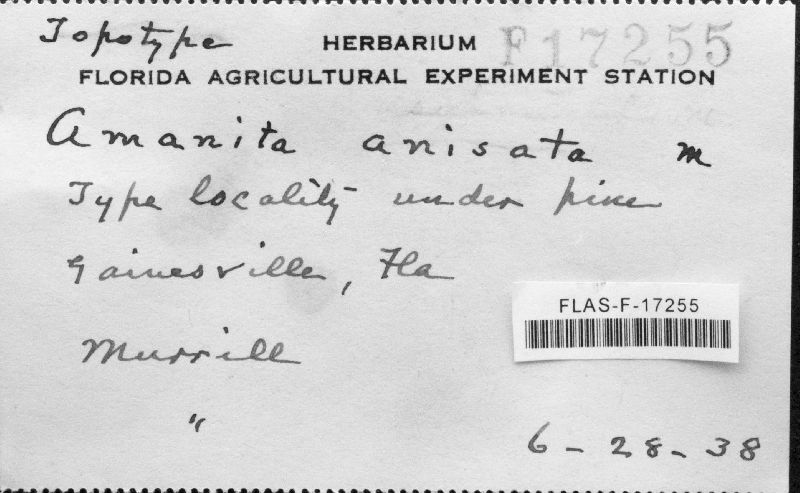 Topotype HERBARIUM F17255
FLORIDA AGRICULTURAL EXPERIMENT STATION
Amanita anisata M
Type locality under pine
Gainesville, Fla
FLAS-F-17255
Murrill
"
6-28-38